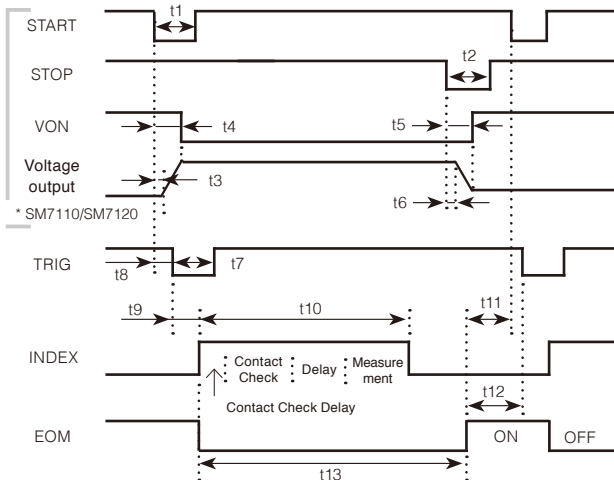 START
t1
STOP
t2
VON
t4
t5
Voltage
output
t3
t6
* SM7110/SM7120
TRIG
t8
t7
t9
t10
t11
INDEX
Contact
Check
Delay
Measure
ment
Contact Check Delay
t12
EOM
ON
OFF
t13